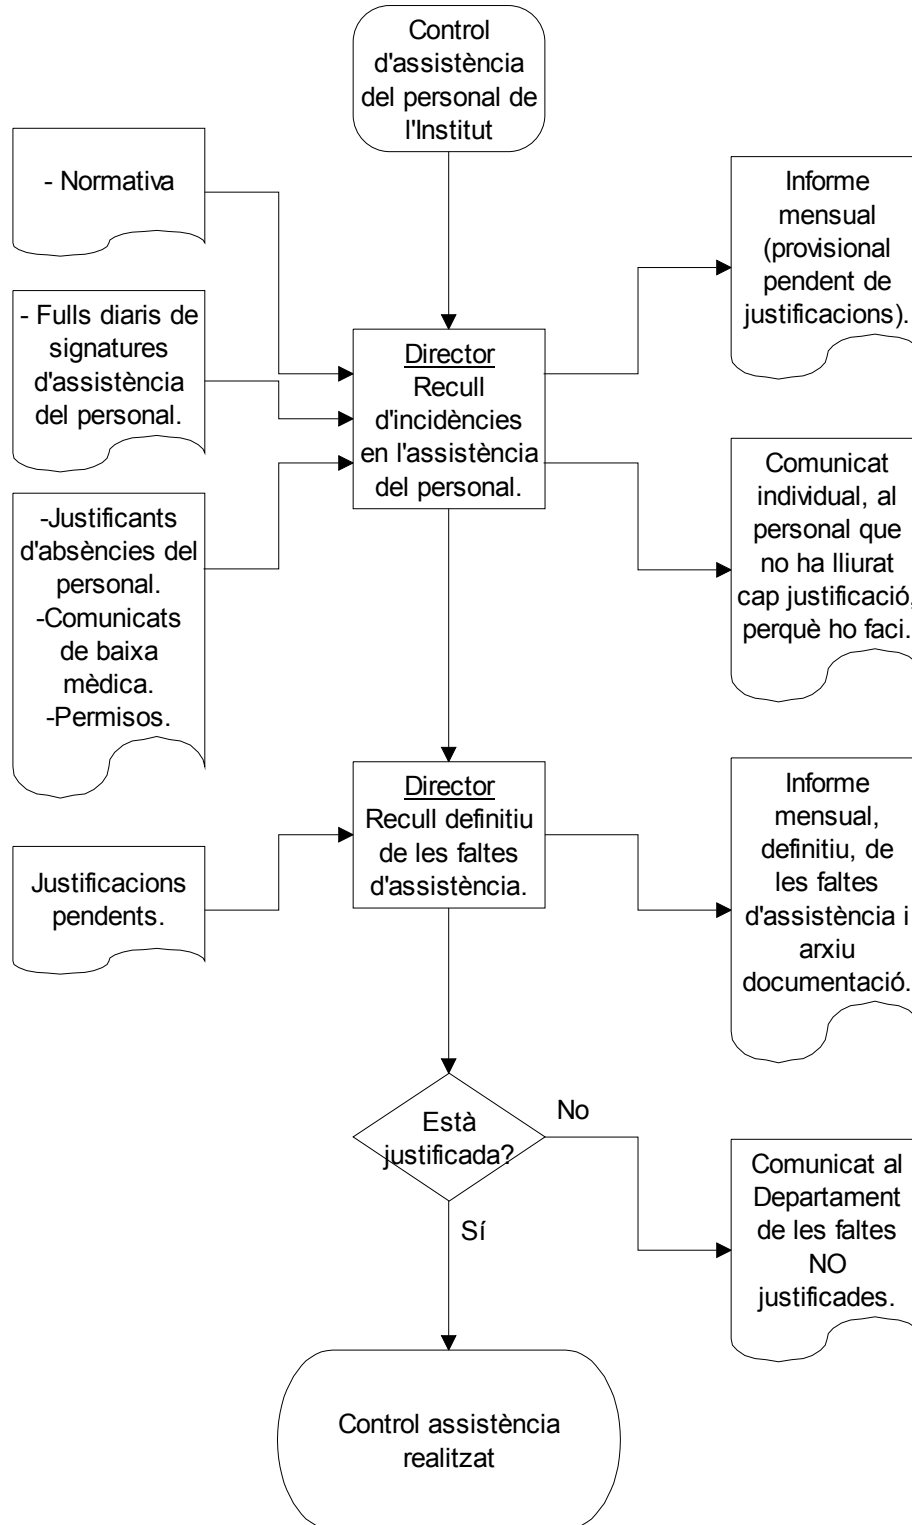 Control
d'assistència
del personal de
l'Institut
- Normativa
- Fulls diaris de
signatures
d'assistència
del personal.
-Justificants
d'absències del
personal.
-Comunicats
de baixa
mèdica.
-Permisos.
Director
Recull
d'incidències
en l'assistència
del personal.
Informe
mensual
(provisional
pendent de
justificacions).
Comunicat
individual, al
personal que
no ha lliurat
cap justificació,
perquè ho faci.
Justificacions
pendents.
Director
Recull definitiu
de les faltes
d'assistència.
Informe
mensual,
definitiu, de
les faltes
d'assistència i
arxiu
documentació.
Està
justificada?
No
Sí
Comunicat al
Departament
de les faltes
NO
justificades.
Control assistència
realitzat